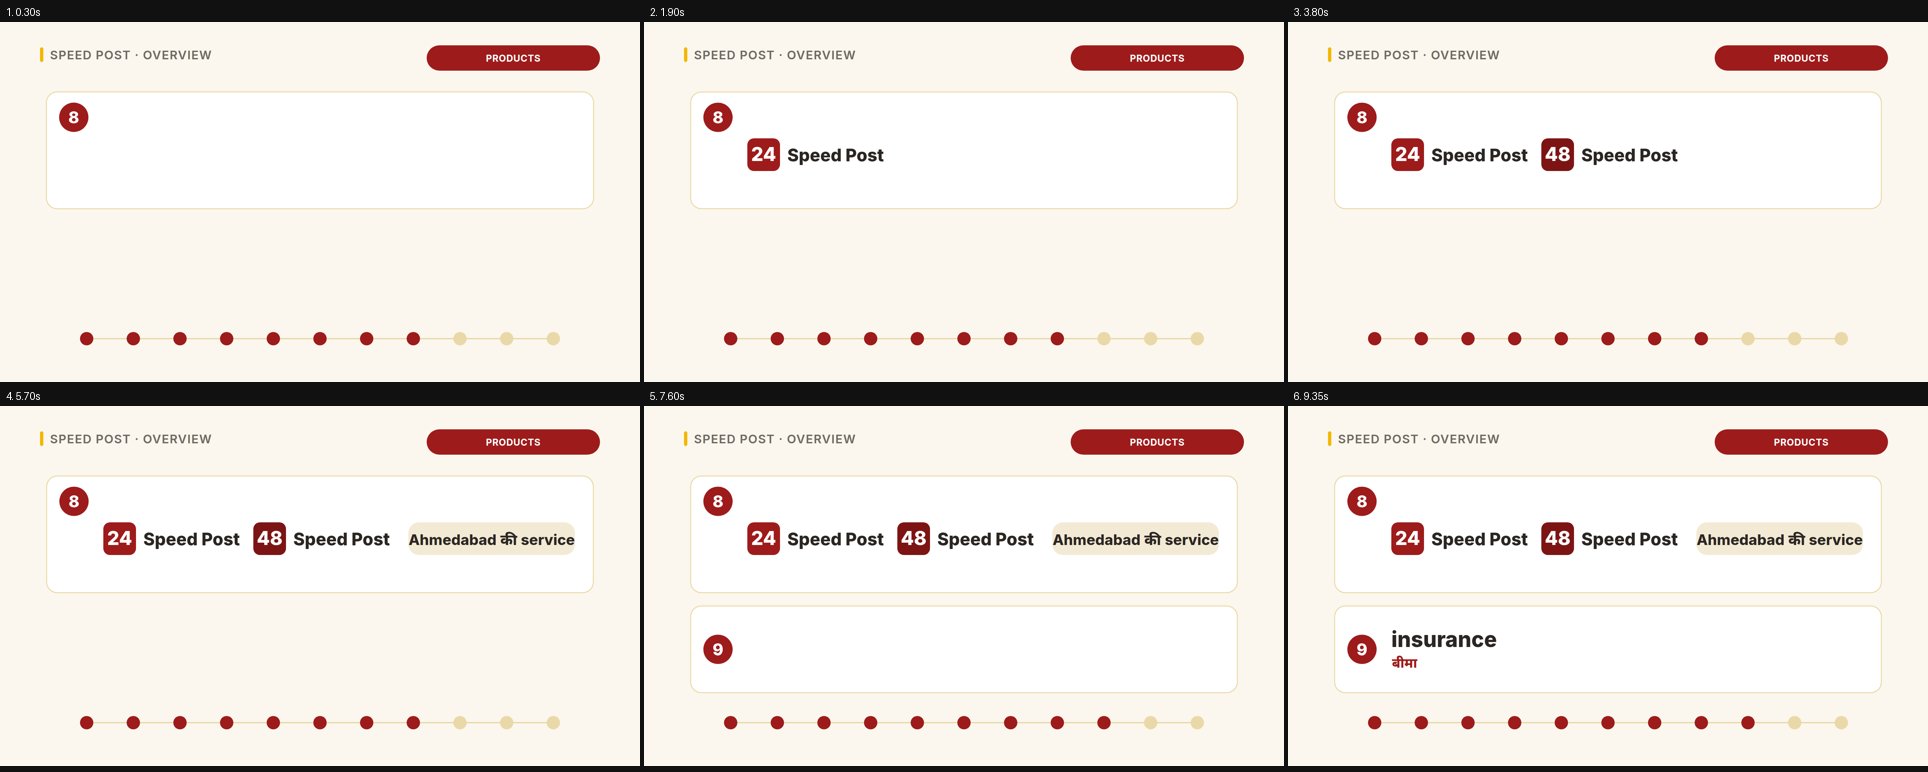 1. 0.30s
SPEED POST · OVERVIEW
PRODUCTS
8
2. 1.90s
SPEED POST · OVERVIEW
PRODUCTS
8
24 Speed Post
3. 3.80s
SPEED POST · OVERVIEW
PRODUCTS
8
24 Speed Post 48 Speed Post
4. 5.70s
SPEED POST · OVERVIEW
PRODUCTS
8
24 Speed Post 48 Speed Post Ahmedabad की service
5. 7.60s
SPEED POST · OVERVIEW
PRODUCTS
8
24 Speed Post 48 Speed Post Ahmedabad की service
9
6. 9.35s
SPEED POST · OVERVIEW
PRODUCTS
8
24 Speed Post 48 Speed Post Ahmedabad की service
9
insurance
बीमा